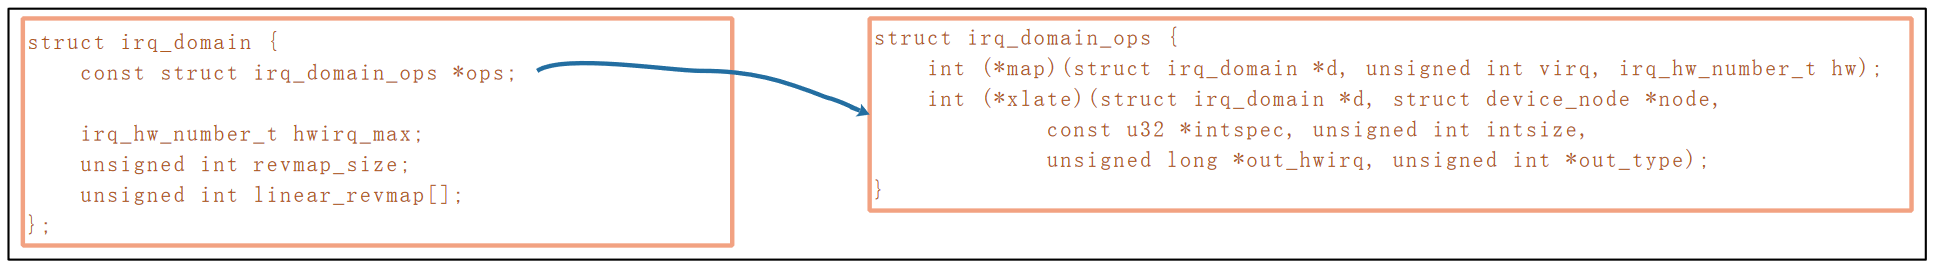 struct irq_domain {
    const struct irq_domain_ops *ops;

    irq_hw_number_t hwirq_max;
    unsigned int revmap_size;
    unsigned int linear_revmap[];
};
struct irq_domain_ops {
    int (*map)(struct irq_domain *d, unsigned int virq, irq_hw_number_t hw);
    int (*xlate)(struct irq_domain *d, struct device_node *node,
             const u32 *intspec, unsigned int intsize,
             unsigned long *out_hwirq, unsigned int *out_type);
}